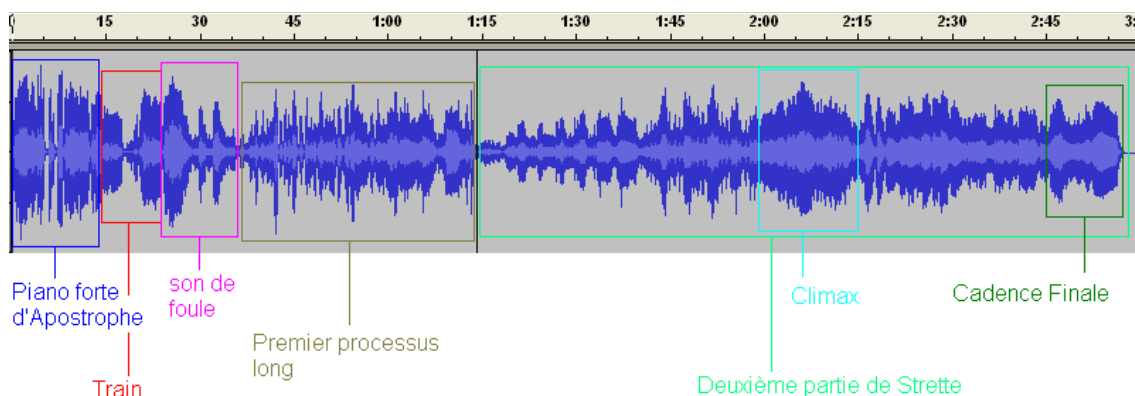 15 30 45 1:00 1:15 1:30 1:45 2:00 2:15 2:30 2:45
Piano forte
d'Apostrophe
Train
son de
foule
Premier processus
long
Deuxième partie de Strette
Climax
Cadence Finale